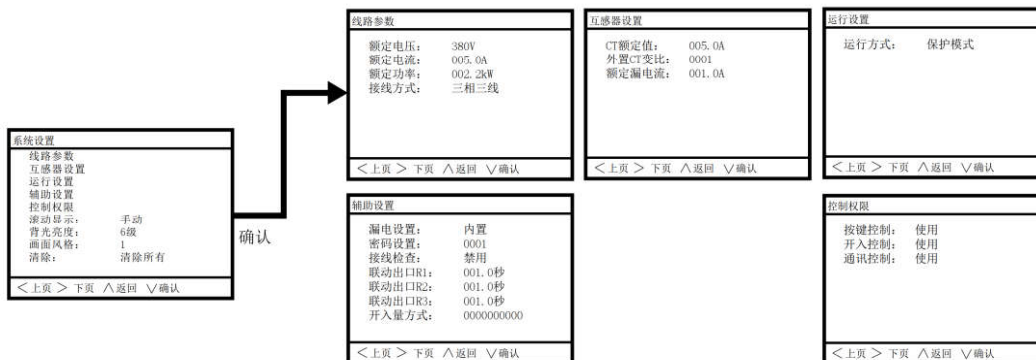 系统设置
线路参数
互感器设置
运行设置
辅助设置
控制权限
滚动显示： 手动
背光亮度： 6级
画面风格： 1
清除： 清除所有
＜上页 ＞ 下页 ∧返回 ∨确认
确认
线路参数
额定电压： 380V
额定电流： 005.0A
额定功率： 002.2kW
接线方式： 三相三线
＜上页 ＞ 下页 ∧返回 ∨确认
互感器设置
CT额定值： 005.0A
外置CT变比： 0001
额定漏电流： 001.0A
＜上页 ＞ 下页 ∧返回 ∨确认
运行设置
运行方式： 保护模式
＜上页 ＞ 下页 ∧返回 ∨确认
辅助设置
漏电设置： 内置
密码设置： 0001
接线检查： 禁用
联动出口R1： 001.0秒
联动出口R2： 001.0秒
联动出口R3： 001.0秒
开入量方式： 0000000000
＜上页 ＞ 下页 ∧返回 ∨确认
控制权限
按键控制： 使用
开入控制： 使用
通讯控制： 使用
＜上页 ＞ 下页 ∧返回 ∨确认